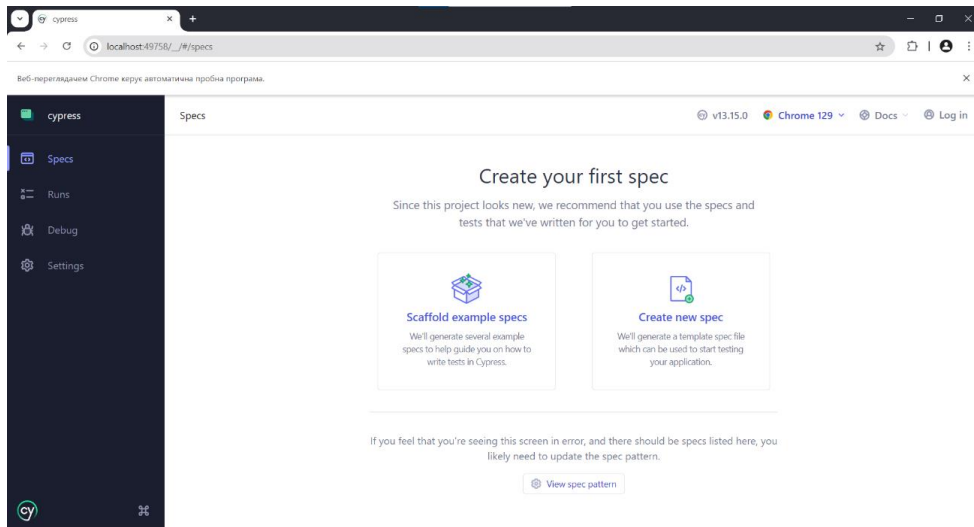 cypress
localhost:49758/__/#/specs
Веб-переглядачем Chrome керує автоматична пробна програма.
cypress
Specs
v13.15.0
Chrome 129
Docs
Log in
Specs
Runs
Debug
Settings
Create your first spec
Since this project looks new, we recommend that you use the specs and
tests that we've written for you to get started.
Scaffold example specs
We'll generate several example
specs to help guide you on how to
write tests in Cypress.
Create new spec
We'll generate a template spec file
which can be used to start testing
your application.
If you feel that you're seeing this screen in error, and there should be specs listed here, you
likely need to update the spec pattern.
View spec pattern
cy